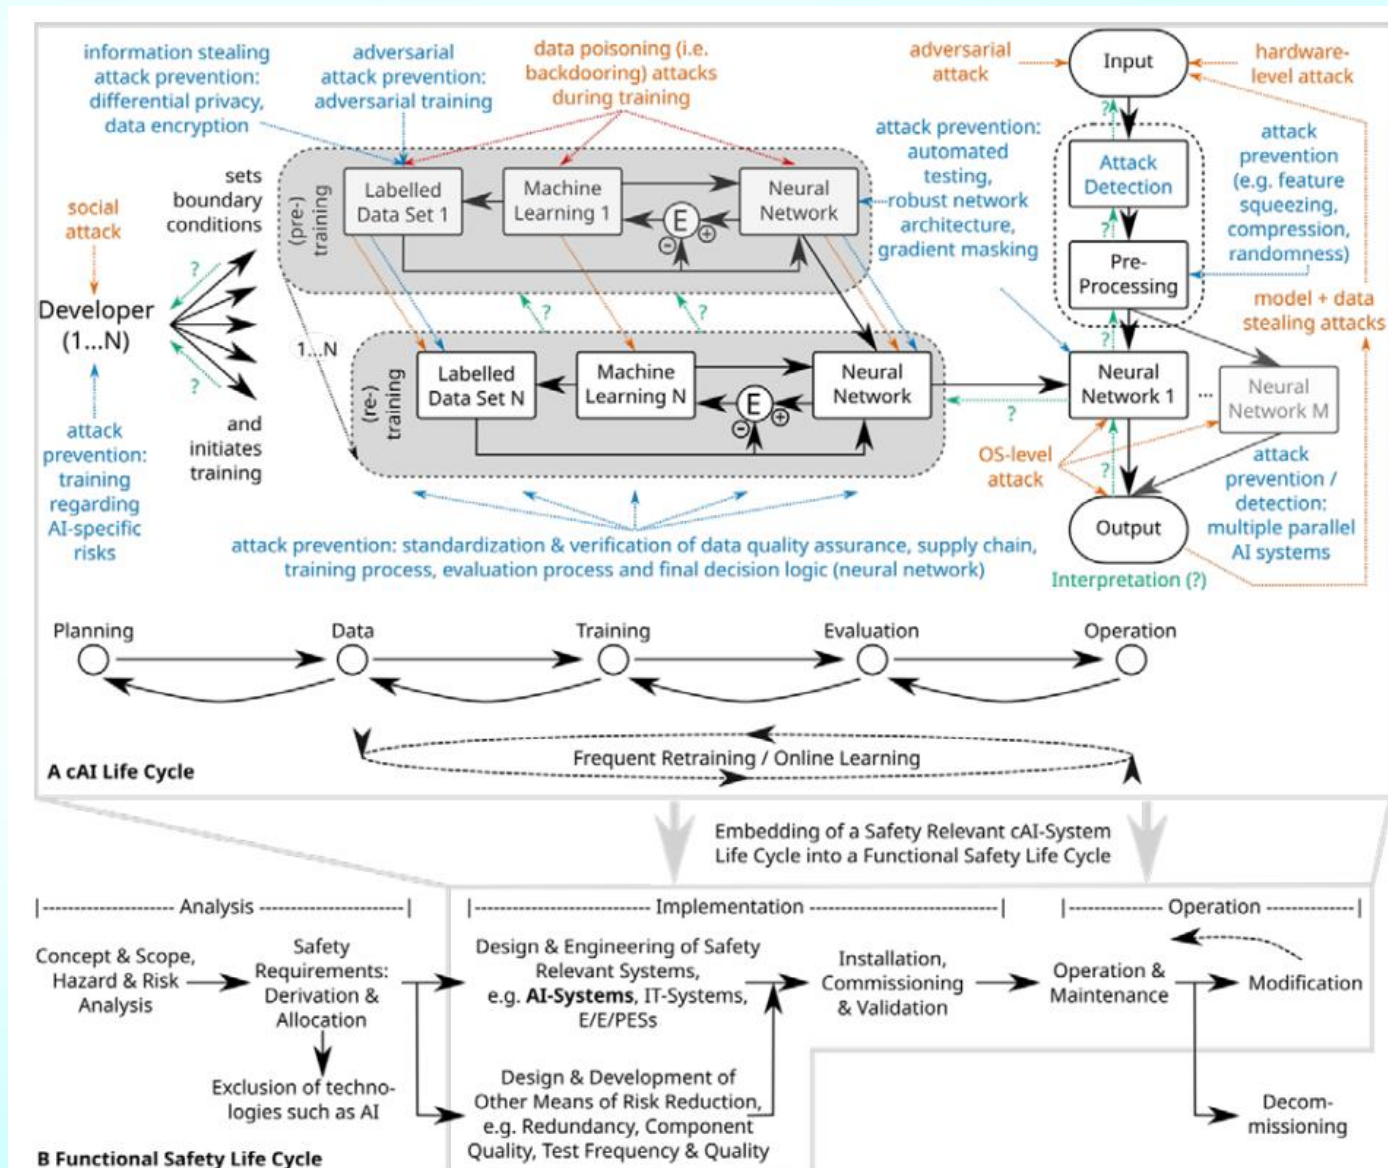 information stealing
attack prevention:
differential privacy,
data encryption
adversarial
attack prevention:
adversarial training
data poisoning (i.e.
backdooring) attacks
during training
adversarial
attack
Input
hardware-
level attack
attack prevention:
automated
testing,
robust network
architecture,
gradient masking
?
Attack
Detection
attack
prevention
(e.g. feature
squeezing,
compression,
randomness)
?
Pre-
Processing
sets
boundary
conditions
social
attack
Developer
(1...N)
?
?
and
initiates
training
attack
prevention:
training
regarding
AI-specific
risks
(pre-)
training
Labelled
Data Set 1
Machine
Learning 1
Neural
Network
E
-
+
?
?
1...N
(re-)
training
Labelled
Data Set N
Machine
Learning N
Neural
Network
E
-
+
?
?
Neural
Network 1
...
Neural
Network M
model + data
stealing attacks
OS-level
attack
?
Output
attack
prevention /
detection:
multiple parallel
AI systems
Interpretation (?)
attack prevention: standardization & verification of data quality assurance, supply chain,
training process, evaluation process and final decision logic (neural network)
Planning
Data
Training
Evaluation
Operation
Frequent Retraining / Online Learning
A cAI Life Cycle
Embedding of a Safety Relevant cAI-System
Life Cycle into a Functional Safety Life Cycle
|---------- Analysis ----------|
|---------- Implementation ----------|
|---------- Operation ----------|
Concept & Scope,
Hazard & Risk
Analysis
Safety
Requirements:
Derivation &
Allocation
Exclusion of techno-
logies such as AI
Design & Engineering of Safety
Relevant Systems,
e.g. AI-Systems, IT-Systems,
E/E/PESs
Design & Development of
Other Means of Risk Reduction,
e.g. Redundancy, Component
Quality, Test Frequency & Quality
Installation,
Commissioning
& Validation
Operation &
Maintenance
Modification
Decom-
missioning
B Functional Safety Life Cycle